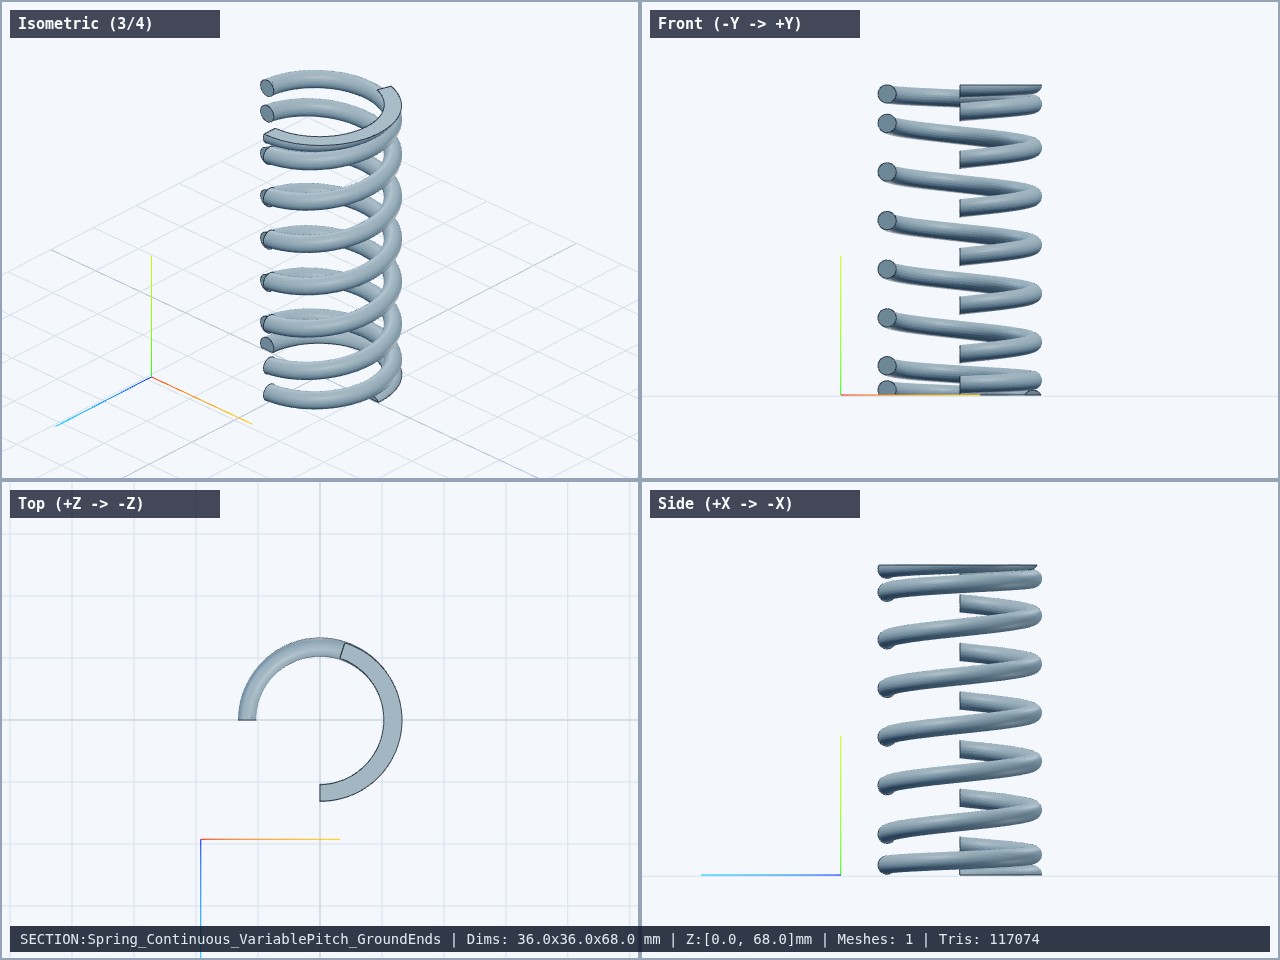 Isometric (3/4)
Front (-Y -> +Y)
Top (+Z -> -Z)
Side (+X -> -X)
SECTION:Spring_Continuous_VariablePitch_GroundEnds | Dims: 36.0x36.0x68.0 mm | Z:[0.0, 68.0]mm | Meshes: 1 | Tris: 117074